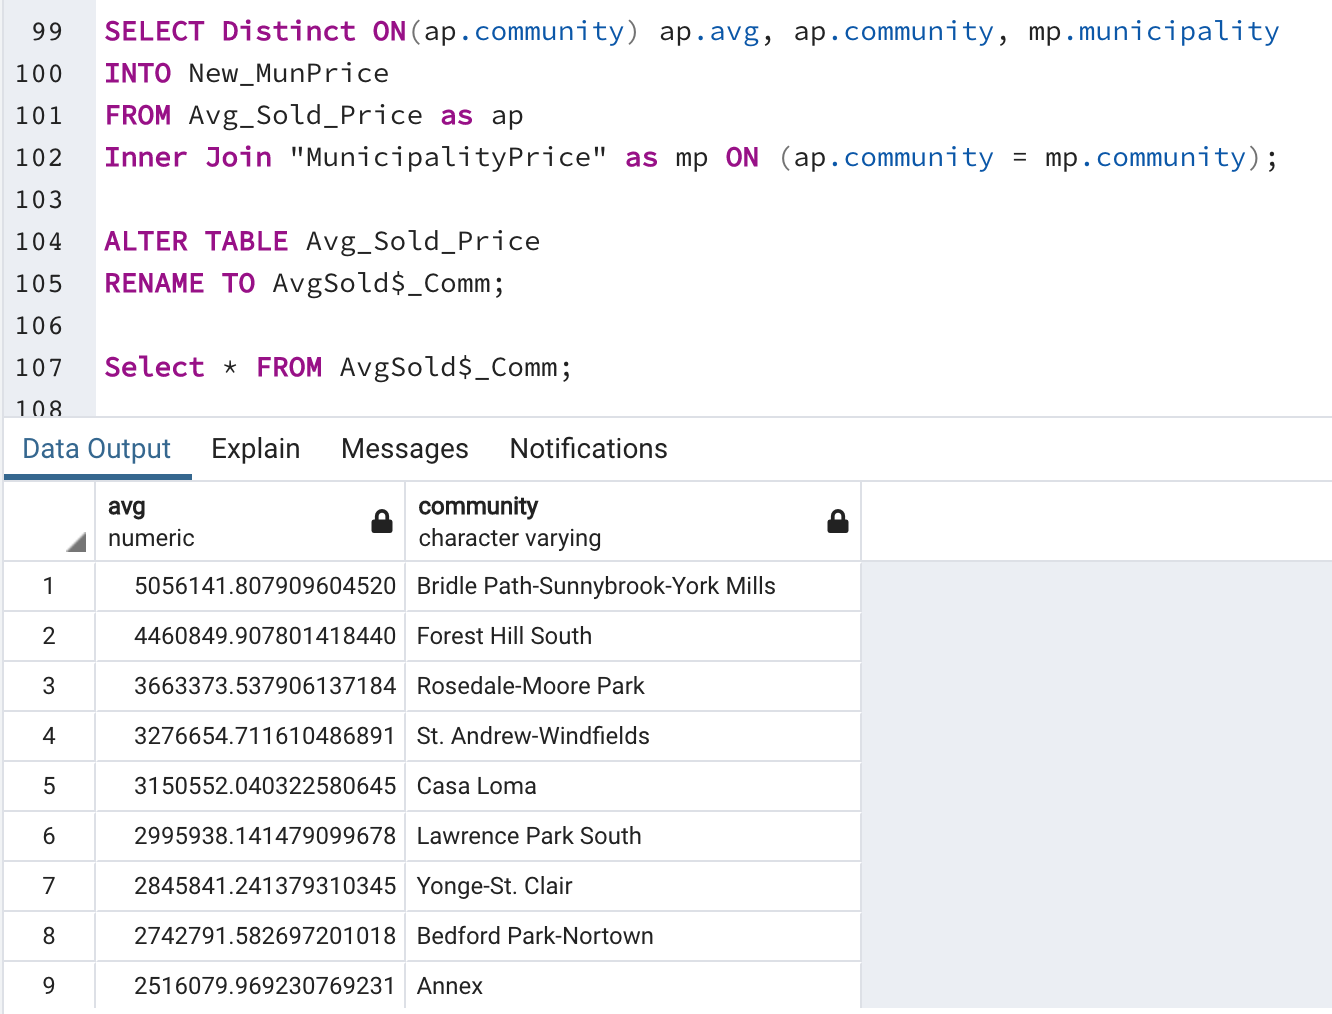 99 SELECT Distinct ON(ap.community) ap.avg, ap.community, mp.municipality
100 INTO New_MunPrice
101 FROM Avg_Sold_Price as ap
102 Inner Join "MunicipalityPrice" as mp ON (ap.community = mp.community);
103
104 ALTER TABLE Avg_Sold_Price
105 RENAME TO AvgSold$_Comm;
106
107 Select * FROM AvgSold$_Comm;
108
Data Output Explain Messages Notifications
avg community
numeric character varying
1 5056141.807909604520 Bridle Path-Sunnybrook-York Mills
2 4460849.907801418440 Forest Hill South
3 3663373.537906137184 Rosedale-Moore Park
4 3276654.711610486891 St. Andrew-Windfields
5 3150552.040322580645 Casa Loma
6 2995938.141479099678 Lawrence Park South
7 2845841.241379310345 Yonge-St. Clair
8 2742791.582697201018 Bedford Park-Nortown
9 2516079.969230769231 Annex